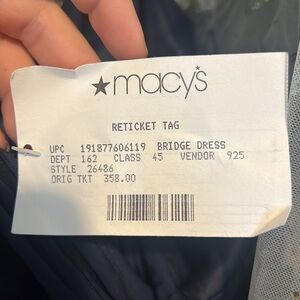 ★macy's
RETICKET TAG
UPC 191877606119 BRIDGE DRESS
DEPT 162 CLASS 45 VENDOR 925
STYLE 26486
ORIG TKT 358.00